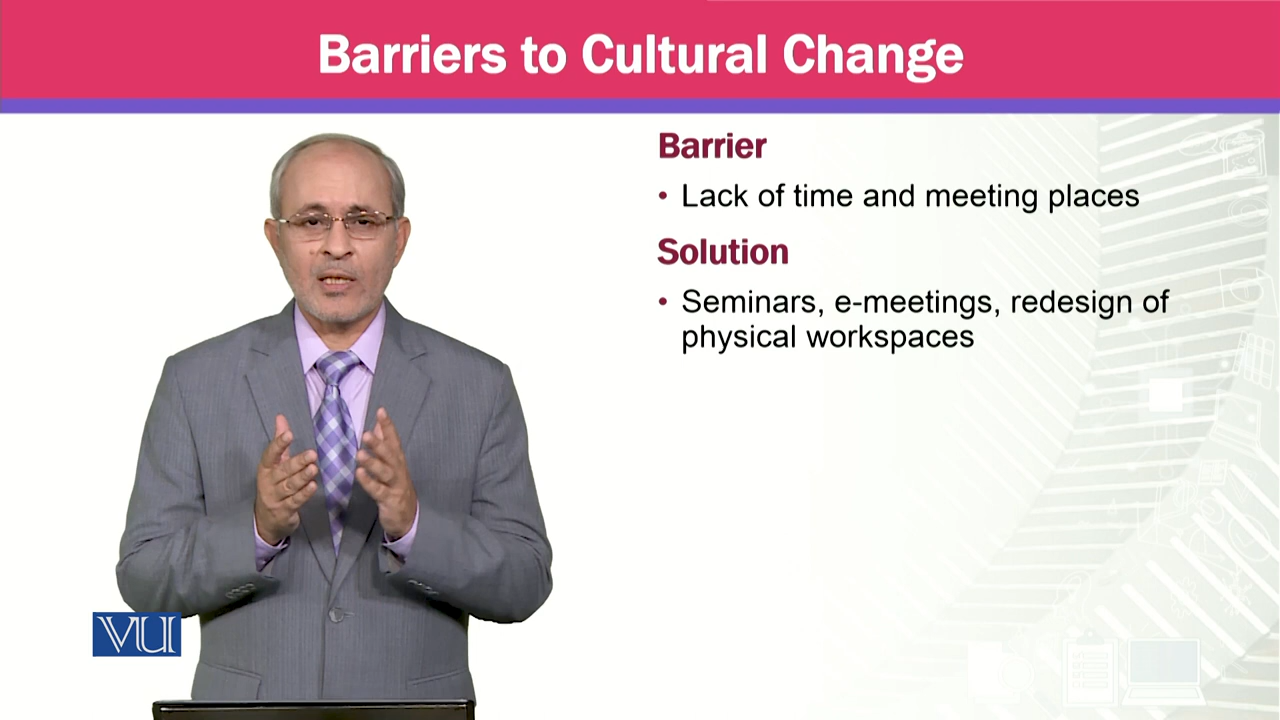 Barriers to Cultural Change
Barrier
• Lack of time and meeting places
Solution
• Seminars, e-meetings, redesign of
physical workspaces
VU